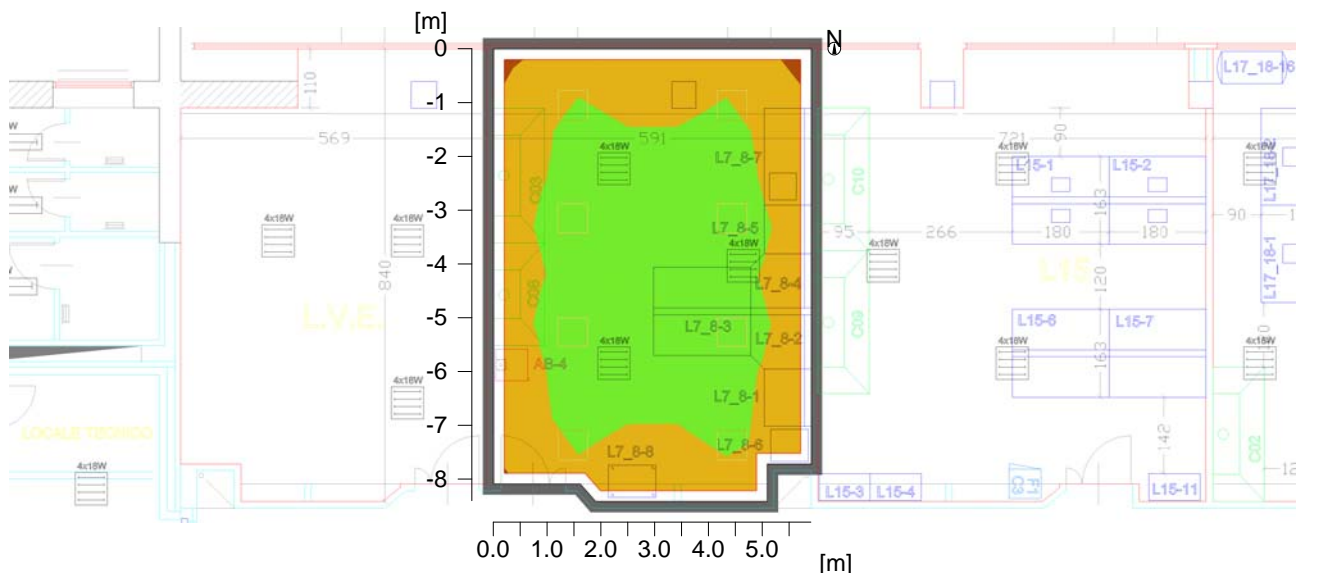 [m]
0
-1
-2
-3
-4
-5
-6
-7
-8
0.0 1.0 2.0 3.0 4.0 5.0
[m]
N
110
569
840
L.V.E.
LOCALE TECNICO
4x18W
4x18W
4x18W
4x18W
W
W
591
4x18W
4x18W
4x18W
C03
C08
AB-4
L7_8-7
L7_8-5
L7_8-4
L7_8-3
L7_8-2
L7_8-1
L7_8-6
L7_8-8
C10
C09
95
266
721
90
4x18W
4x18W
4x18W
L15-1
L15-2
163
180
180
L15
120
L15-6
L15-7
163
142
L15-3
L15-4
F1
C3
L15-11
L17_18-16
4x18W
4x18W
L17_18-2
90
L17_18-1
C02